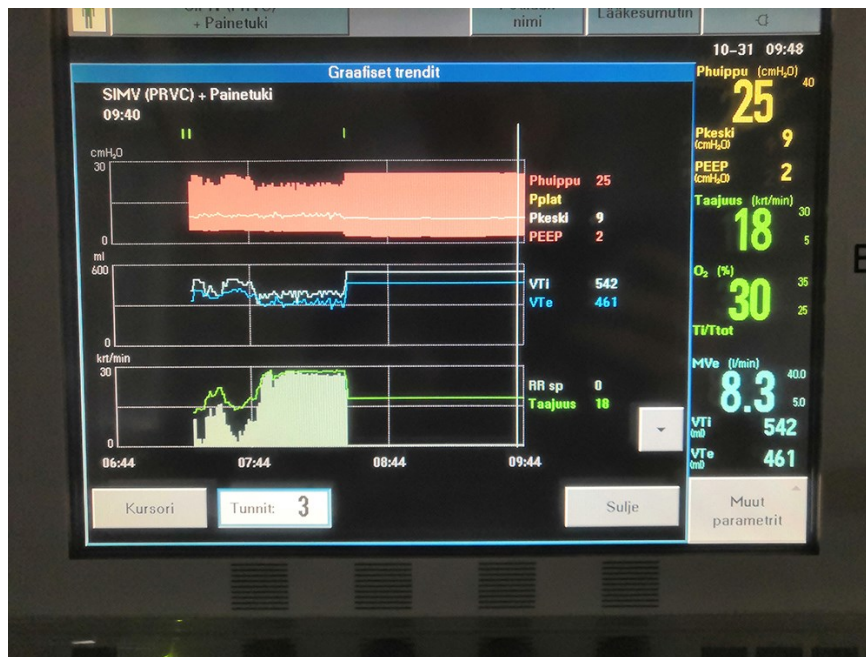 SIMV (PRVC)
+ Painetuki
nimi
Lääkesumutin
10-31 09:48
Graafiset trendit
SIMV (PRVC) + Painetuki
09:40
cmH₂O
30
0
Phuippu 25
Pplat
Pkeski 9
PEEP 2
ml
600
0
VTi 542
VTe 461
krt/min
30
0
RR sp 0
Taajuus 18
06:44 07:44 08:44 09:44
Kursori
Tunnit: 3
Sulje
Phuippu (cmH₂O)
25 40
Pkeski
(cmH₂O) 9
PEEP
(cmH₂O) 2
Taajuus (krt/min)
18 30
5
O₂ (%)
30 35
25
Ti/Ttot
MVe (l/min)
8.3 40.0
5.0
VTi
(ml) 542
VTe
(ml) 461
Muut
parametrit